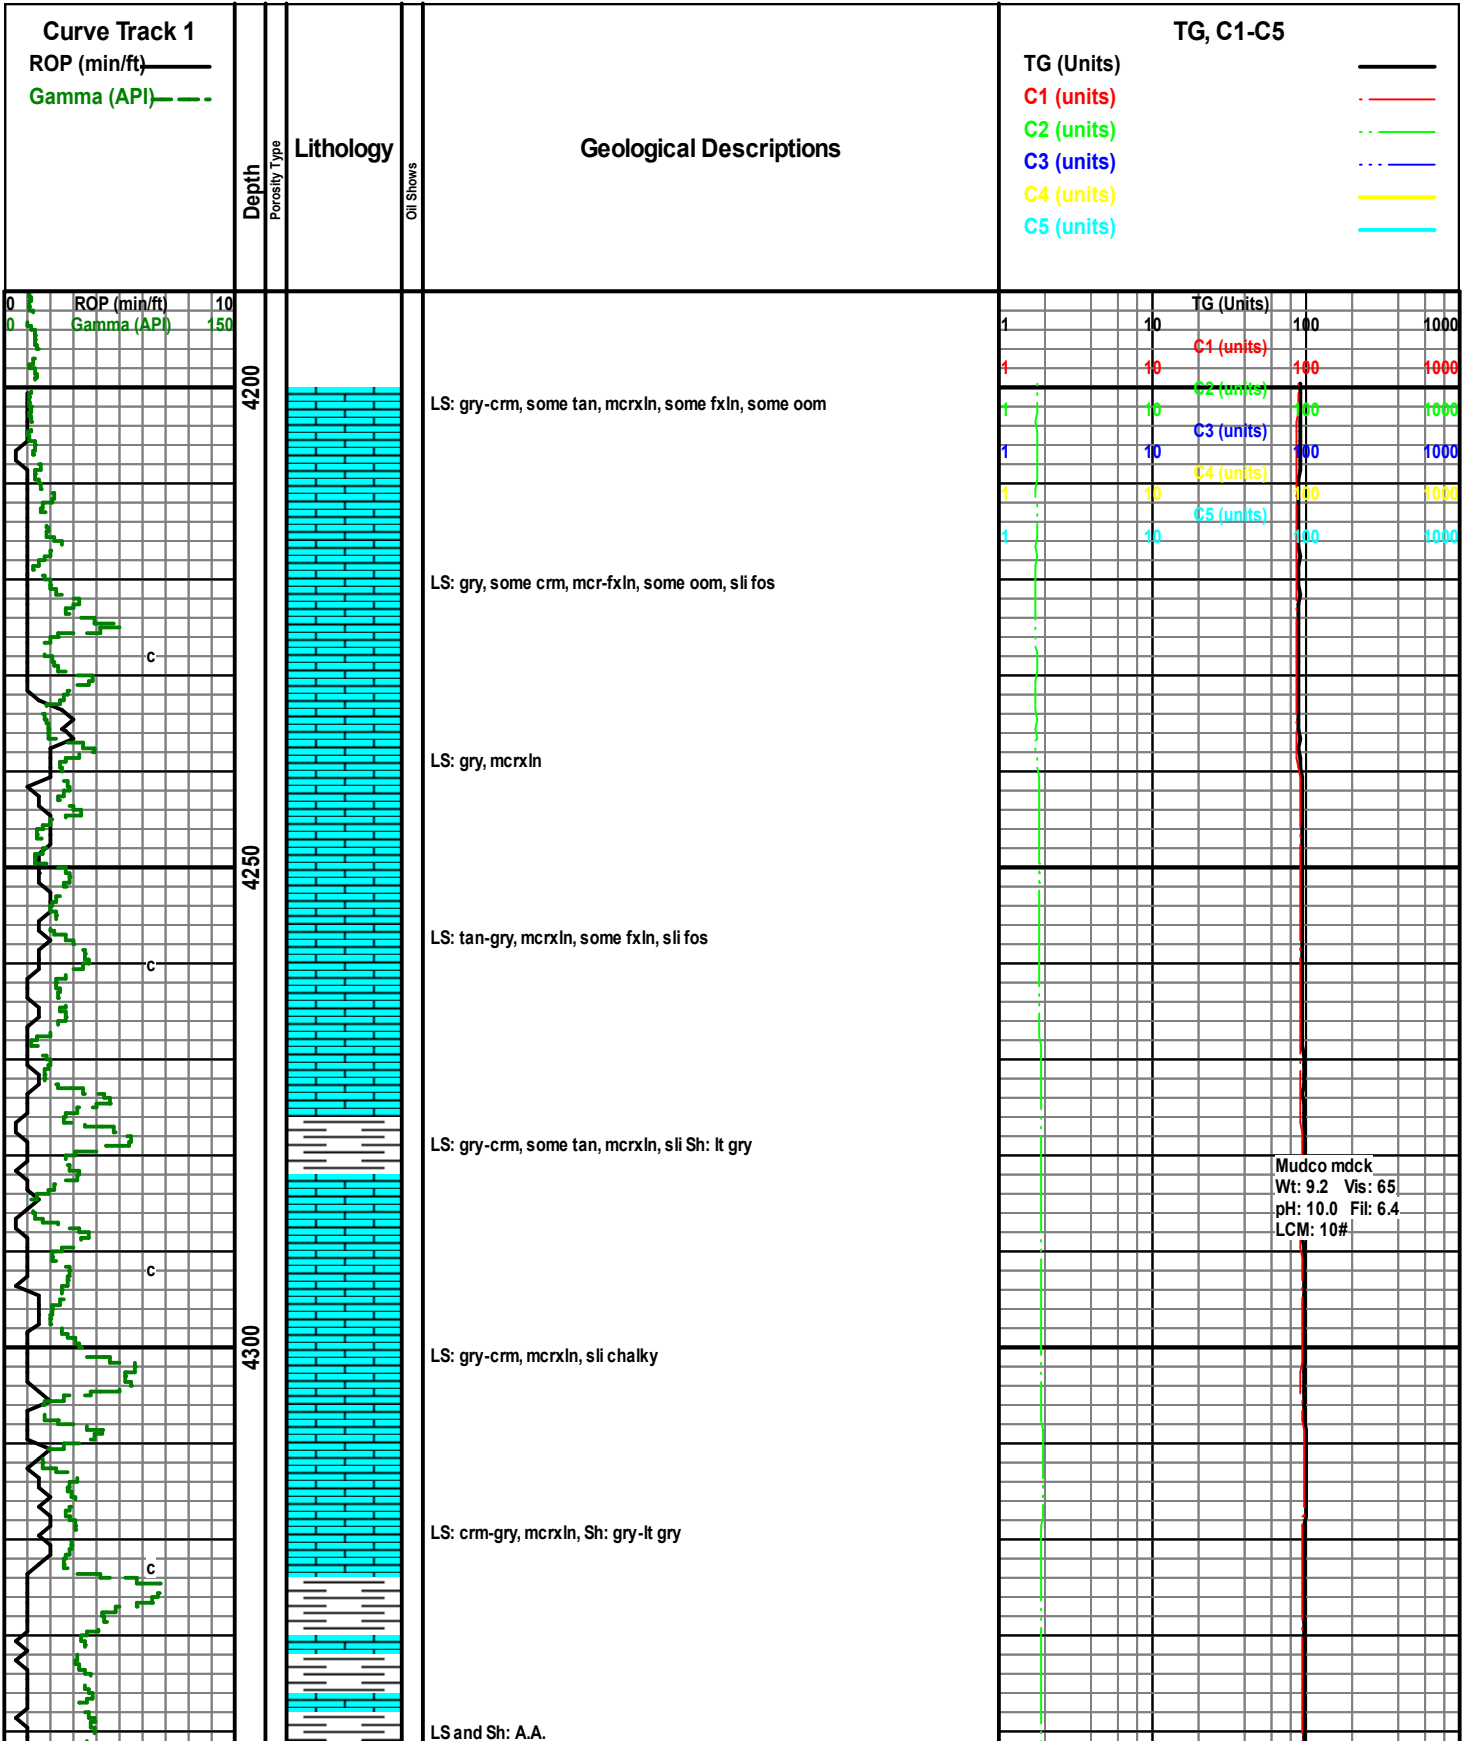 Curve Track 1
ROP (min/ft)
Gamma (API)
Depth
Porosity Type
Lithology
Oil Shows
Geological Descriptions
TG, C1-C5
TG (Units)
C1 (units)
C2 (units)
C3 (units)
C4 (units)
C5 (units)
0 ROP (min/ft) 10
0 Gamma (API) 150
TG (Units)
1 10 100 1000
C1 (units)
1 10 100 1000
C2 (units)
1 10 100 1000
C3 (units)
1 10 100 1000
C4 (units)
1 10 100 1000
C5 (units)
1 10 100 1000
4200
LS: gry-crm, some tan, mcrxln, some fxln, some oom
LS: gry, some crm, mcr-fxln, some oom, sli fos
C
LS: gry, mcrxln
4250
LS: tan-gry, mcrxln, some fxln, sli fos
C
LS: gry-crm, some tan, mcrxln, sli Sh: lt gry
Mudco mdck
Wt: 9.2 Vis: 65
pH: 10.0 Fil: 6.4
LCM: 10#
C
4300
LS: gry-crm, mcrxln, sli chalky
LS: crm-gry, mcrxln, Sh: gry-lt gry
C
LS and Sh: A.A.